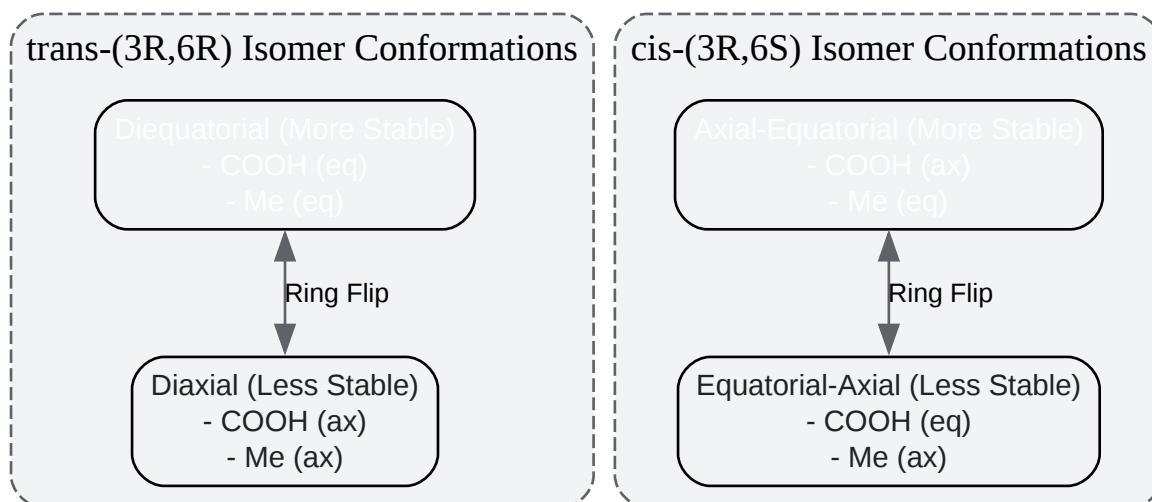 trans-(3R,6R) Isomer Conformations
Diequatorial (More Stable)
- COOH (eq)
- Me (eq)
Ring Flip
Diaxial (Less Stable)
- COOH (ax)
- Me (ax)
cis-(3R,6S) Isomer Conformations
Axial-Equatorial (More Stable)
- COOH (ax)
- Me (eq)
Ring Flip
Equatorial-Axial (Less Stable)
- COOH (eq)
- Me (ax)